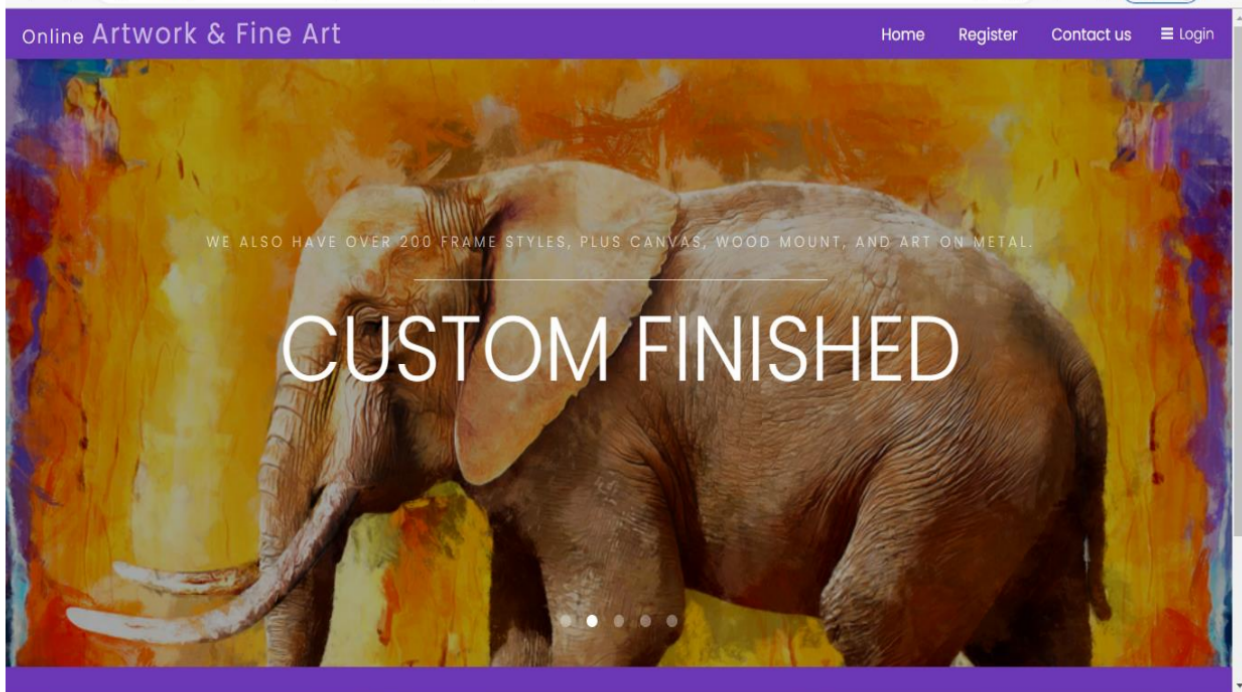 Online Artwork & Fine Art
Home Register Contact us Login
WE ALSO HAVE OVER 200 FRAME STYLES, PLUS CANVAS, WOOD MOUNT, AND ART ON METAL.
CUSTOM FINISHED